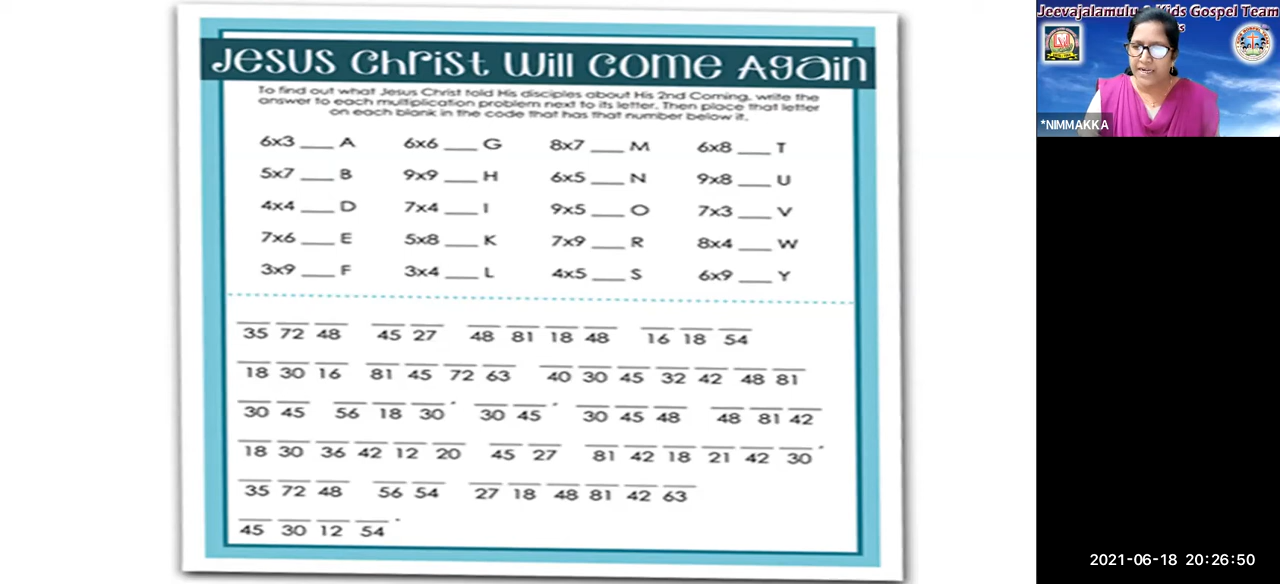 Jesus Christ Will Come Again
To find out what Jesus Christ told His disciples about His 2nd Coming, write the
answer to each multiplication problem next to its letter. Then place that letter
on each blank in the code that has that number below it.
6x3 ___ A 6x6 ___ G 8x7 ___ M 6x8 ___ T
5x7 ___ B 9x9 ___ H 6x5 ___ N 9x8 ___ U
4x4 ___ D 7x4 ___ I 9x5 ___ O 7x3 ___ V
7x6 ___ E 5x8 ___ K 7x9 ___ R 8x4 ___ W
3x9 ___ F 3x4 ___ L 4x5 ___ S 6x9 ___ Y
35 72 48 45 27 48 81 18 48 16 18 54
18 30 16 81 45 72 63 40 30 45 32 42 48 81
30 45 56 18 30 , 30 45 , 30 45 48 48 81 42
18 30 36 42 12 20 45 27 81 42 18 21 42 30 ,
35 72 48 56 54 27 18 48 81 42 63
45 30 12 54 .
Jeevajalamulu Kids Gospel Team
*NIMMAKKA
2021-06-18 20:26:50